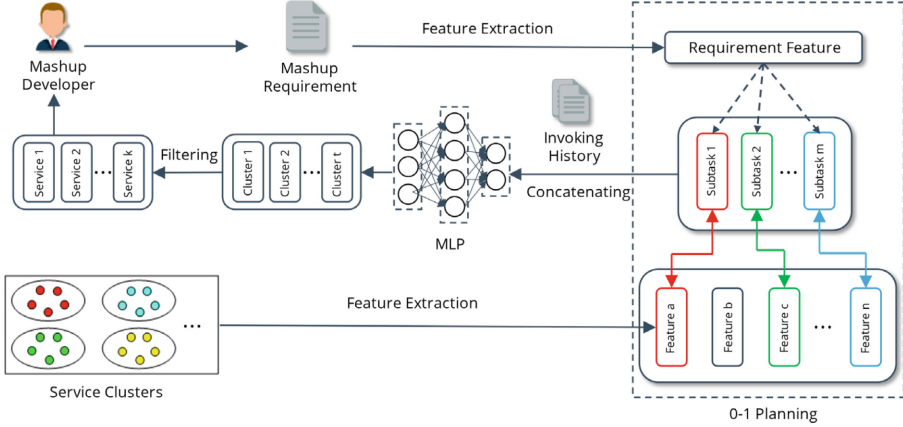 Feature Extraction
Requirement Feature
Mashup
Developer
Mashup
Requirement
Invoking
History
Concatenating
Subtask 1
Subtask 2
...
Subtask m
Filtering
Service 1
Service 2
...
Service k
Cluster 1
Cluster 2
...
Cluster t
MLP
Feature Extraction
...
Feature a
Feature b
Feature c
...
Feature n
Service Clusters
0-1 Planning